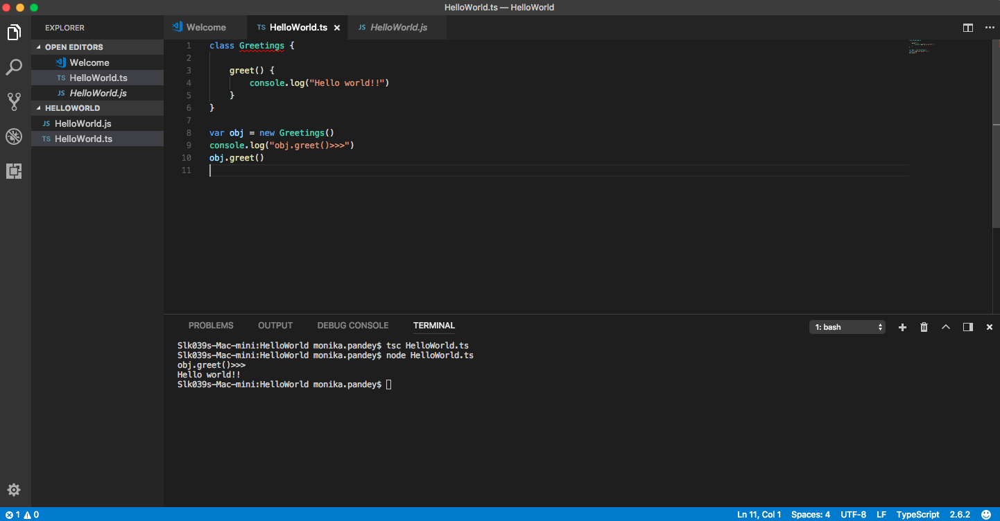 HelloWorld.ts — HelloWorld
EXPLORER
OPEN EDITORS
Welcome
TS HelloWorld.ts
JS HelloWorld.js
HELLOWORLD
JS HelloWorld.js
TS HelloWorld.ts
Welcome
TS HelloWorld.ts
JS HelloWorld.js
1 class Greetings {
2
3 greet() {
4 console.log("Hello world!!")
5 }
6 }
7
8 var obj = new Greetings()
9 console.log("obj.greet()>>>")
10 obj.greet()
11
PROBLEMS OUTPUT DEBUG CONSOLE TERMINAL
1: bash
Slk039s-Mac-mini:HelloWorld monika.pandey$ tsc HelloWorld.ts
Slk039s-Mac-mini:HelloWorld monika.pandey$ node HelloWorld.ts
obj.greet()>>>
Hello world!!
Slk039s-Mac-mini:HelloWorld monika.pandey$
1 0
Ln 11, Col 1 Spaces: 4 UTF-8 LF TypeScript 2.6.2